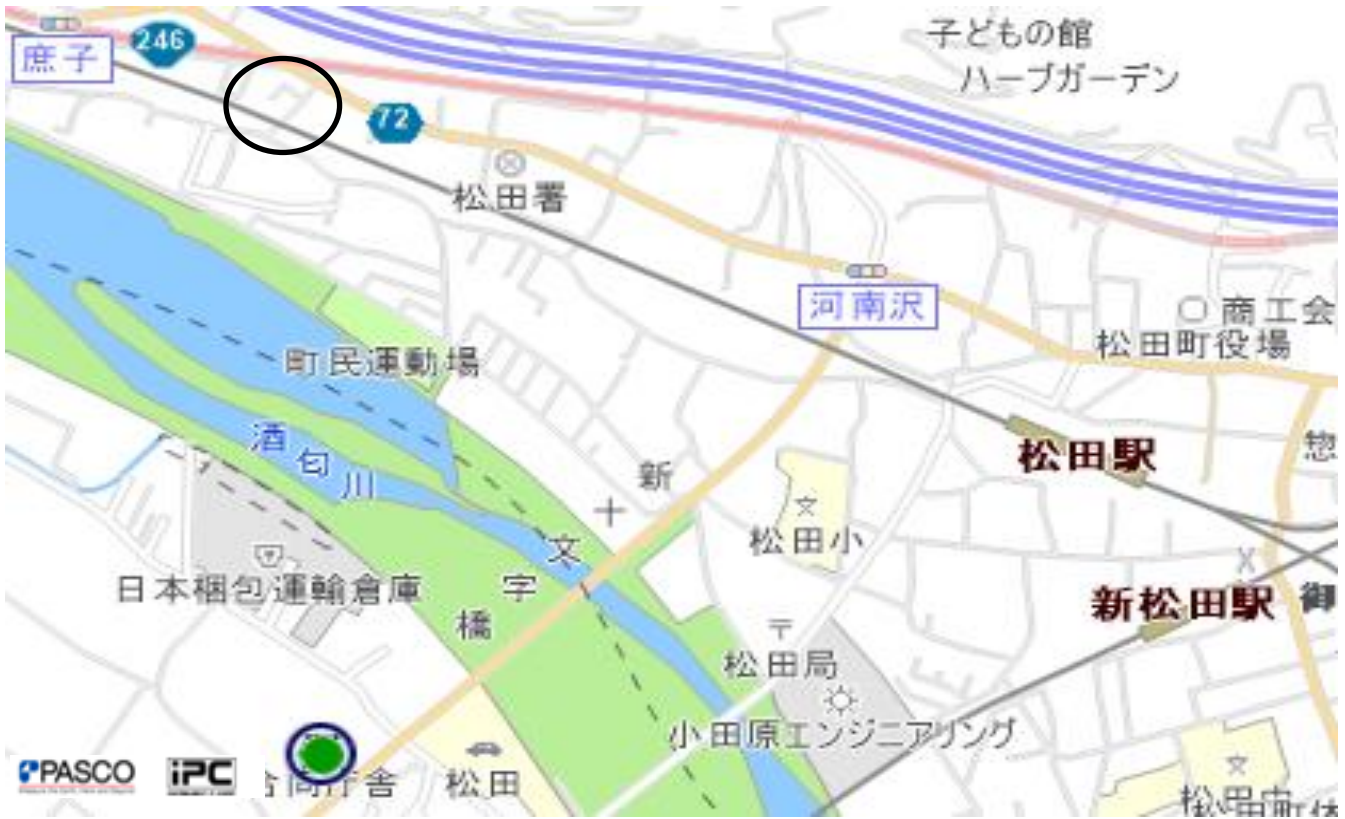 庶子
246
子どもの館
ハーブガーデン
72
松田署
河南沢
商工会
松田町役場
町民運動場
松田駅
惣
酒匂川
新
十
文
字
橋
松田小
日本梱包運輸倉庫
新松田駅
御
松田局
小田原エンジニアリング
PASCO
iPC
合同庁舎
松田